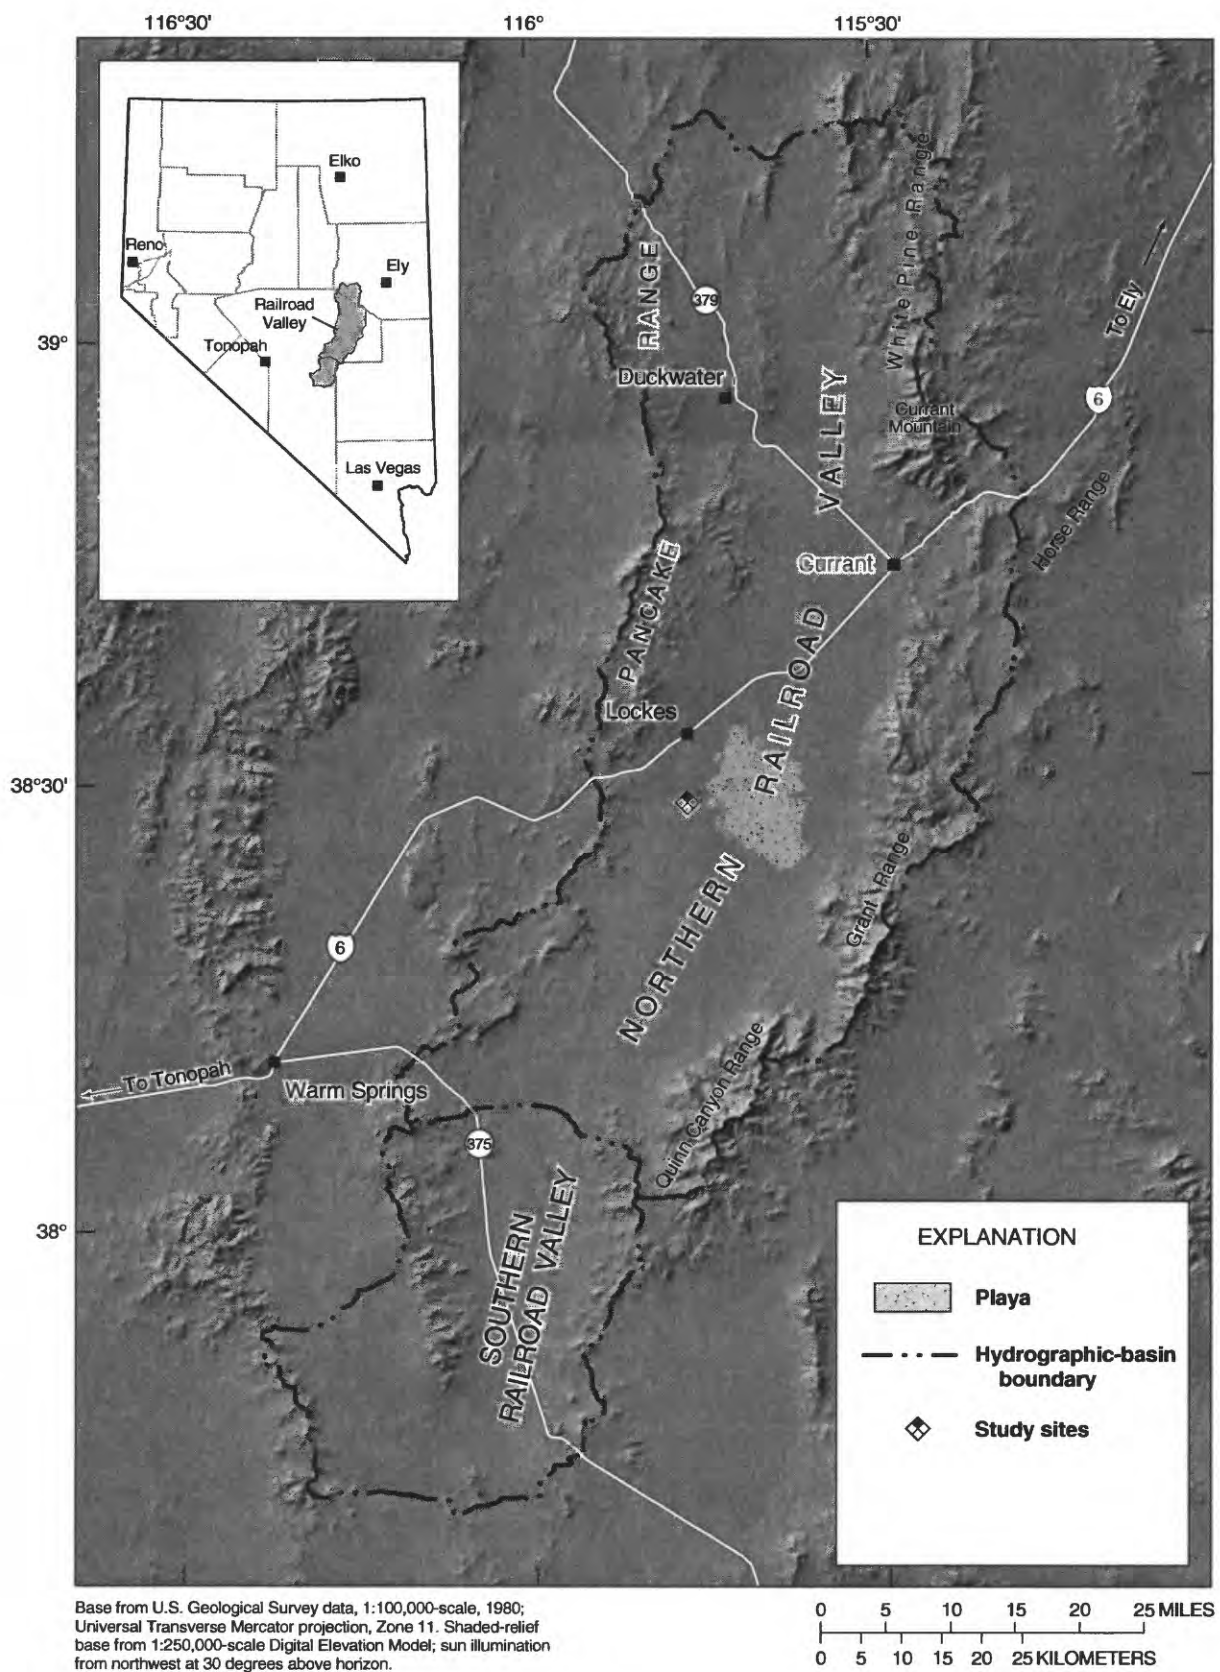 116°30'
116°
115°30'
39°
38°30'
38°
Elko
Reno
Ely
Railroad
Valley
Tonopah
Las Vegas
RANGE
379
White Pine Range
To Ely
Duckwater
6
VALLEY
Currant
Mountain
Horse Range
Currant
PANCAKE
RAILROAD
Lockes
NORTHERN
Grant Range
6
Quinn Canyon Range
To Tonopah
Warm Springs
375
SOUTHERN
RAILROAD VALLEY
EXPLANATION
Playa
Hydrographic-basin
boundary
Study sites
Base from U.S. Geological Survey data, 1:100,000-scale, 1980;
Universal Transverse Mercator projection, Zone 11. Shaded-relief
base from 1:250,000-scale Digital Elevation Model; sun illumination
from northwest at 30 degrees above horizon.
0 5 10 15 20 25 MILES
0 5 10 15 20 25 KILOMETERS